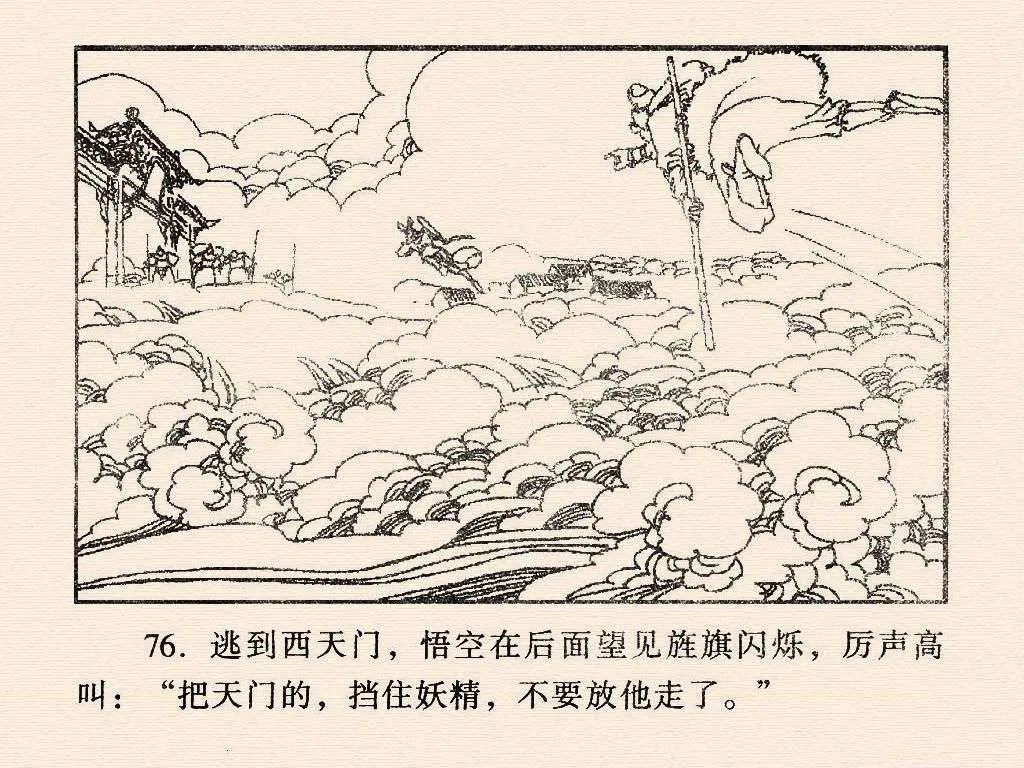 76. 逃到西天门，悟空在后面望见旌旗闪烁，厉声高
叫：“把天门的，挡住妖精，不要放他走了。”